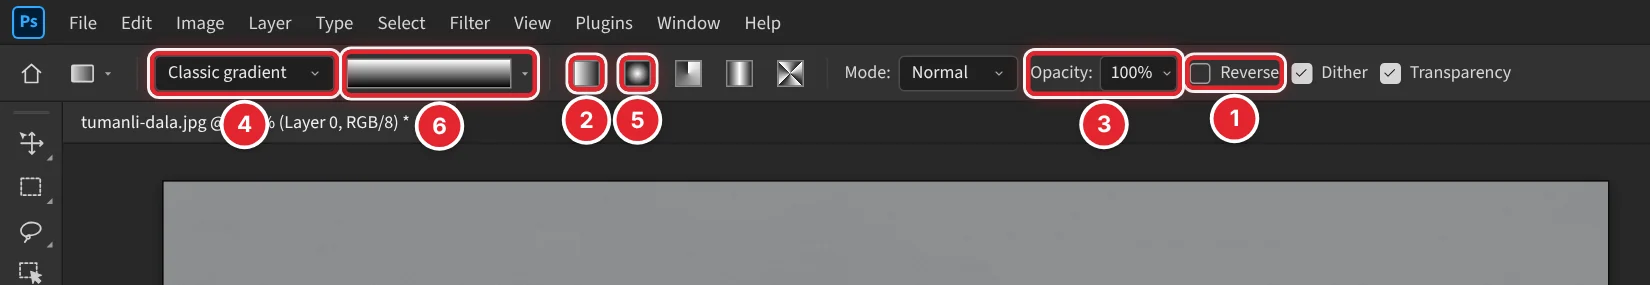 Ps File Edit Image Layer Type Select Filter View Plugins Window Help
Classic gradient Mode: Normal Opacity: 100% Reverse Dither Transparency
4 6 2 5 3 1
tumanli-dala.jpg @ % (Layer 0, RGB/8) *